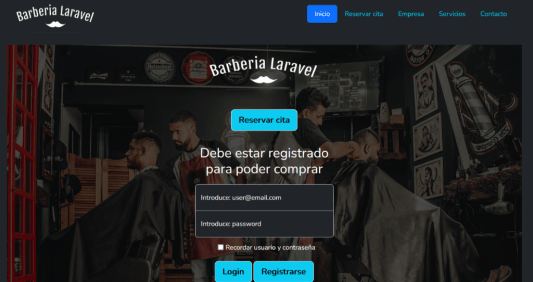 Barberia Laravel
Inicio Reservar cita Empresa Servicios Contacto
Barberia Laravel
Reservar cita
Debe estar registrado
para poder comprar
Introduce: user@email.com
Introduce: password
Recordar usuario y contraseña
Login Registrarse